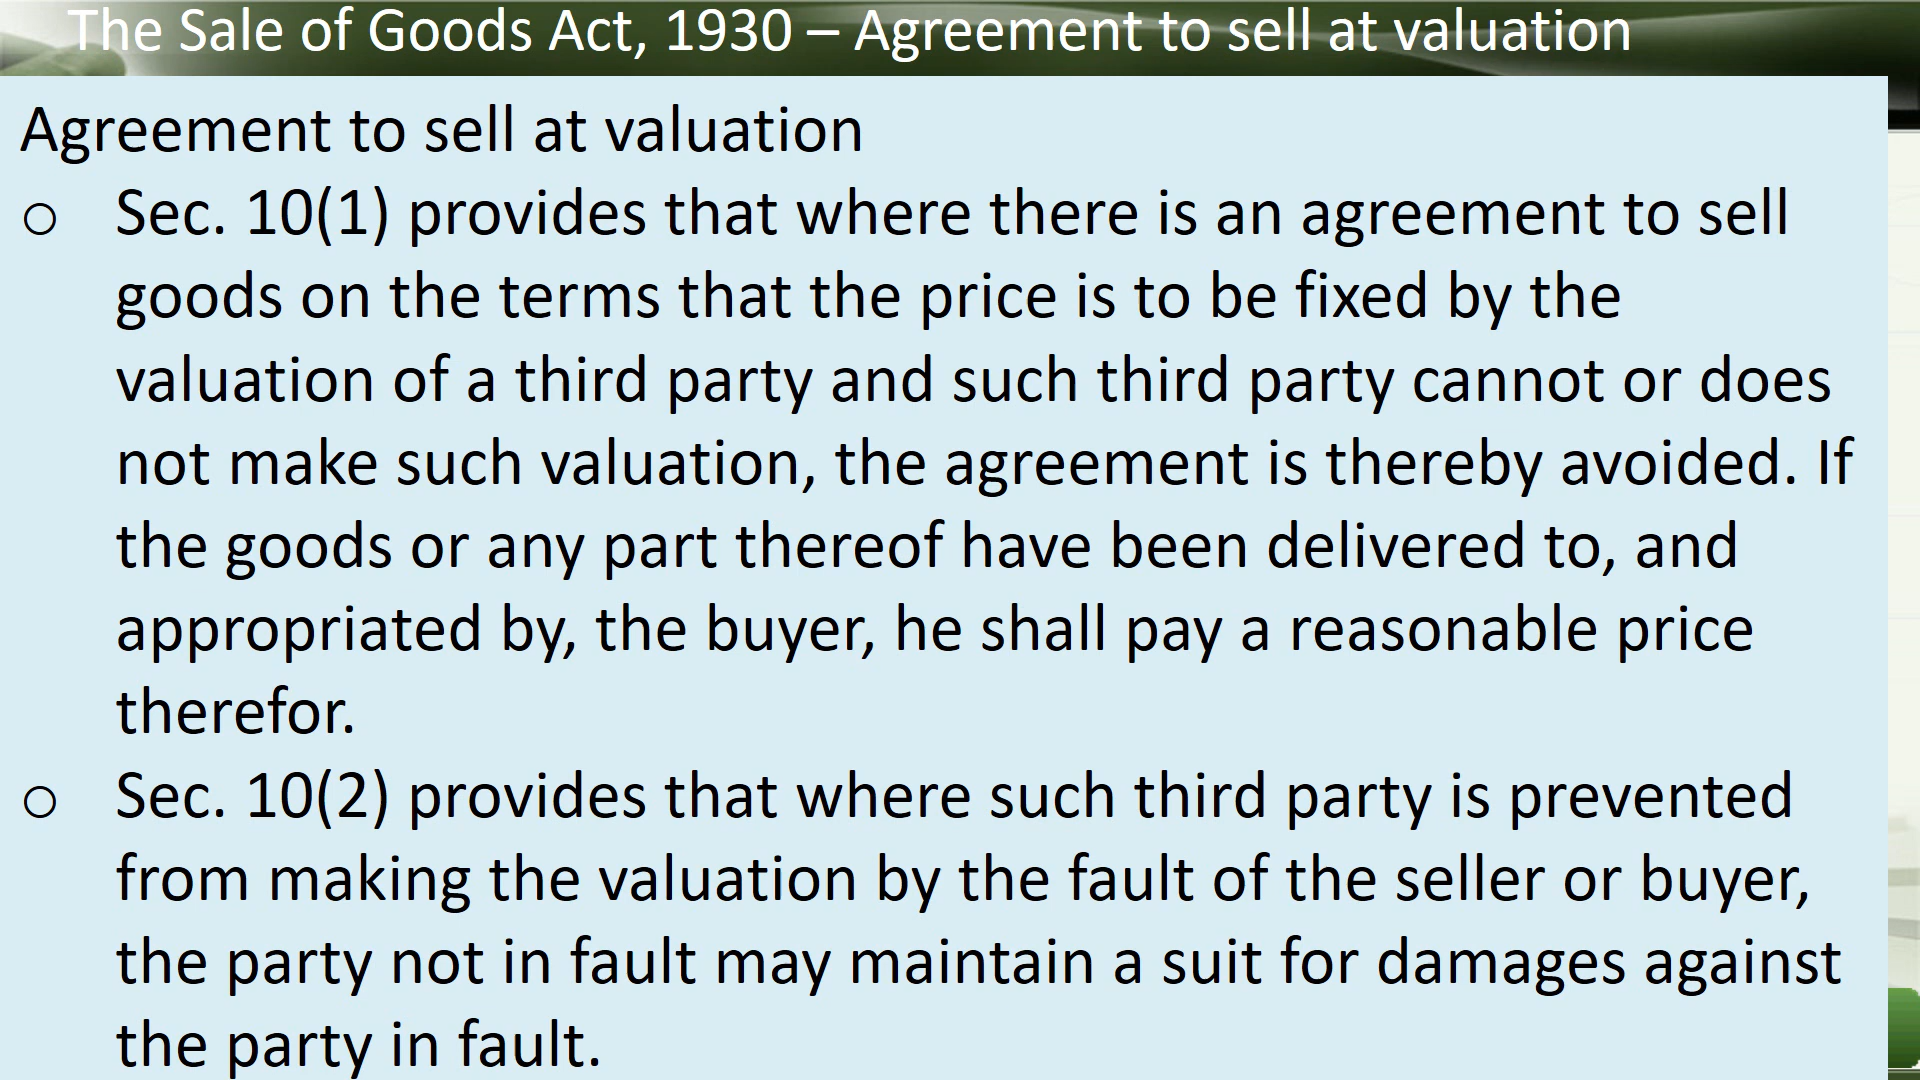 The Sale of Goods Act, 1930 – Agreement to sell at valuation
Agreement to sell at valuation
o Sec. 10(1) provides that where there is an agreement to sell
goods on the terms that the price is to be fixed by the
valuation of a third party and such third party cannot or does
not make such valuation, the agreement is thereby avoided. If
the goods or any part thereof have been delivered to, and
appropriated by, the buyer, he shall pay a reasonable price
therefor.
o Sec. 10(2) provides that where such third party is prevented
from making the valuation by the fault of the seller or buyer,
the party not in fault may maintain a suit for damages against
the party in fault.